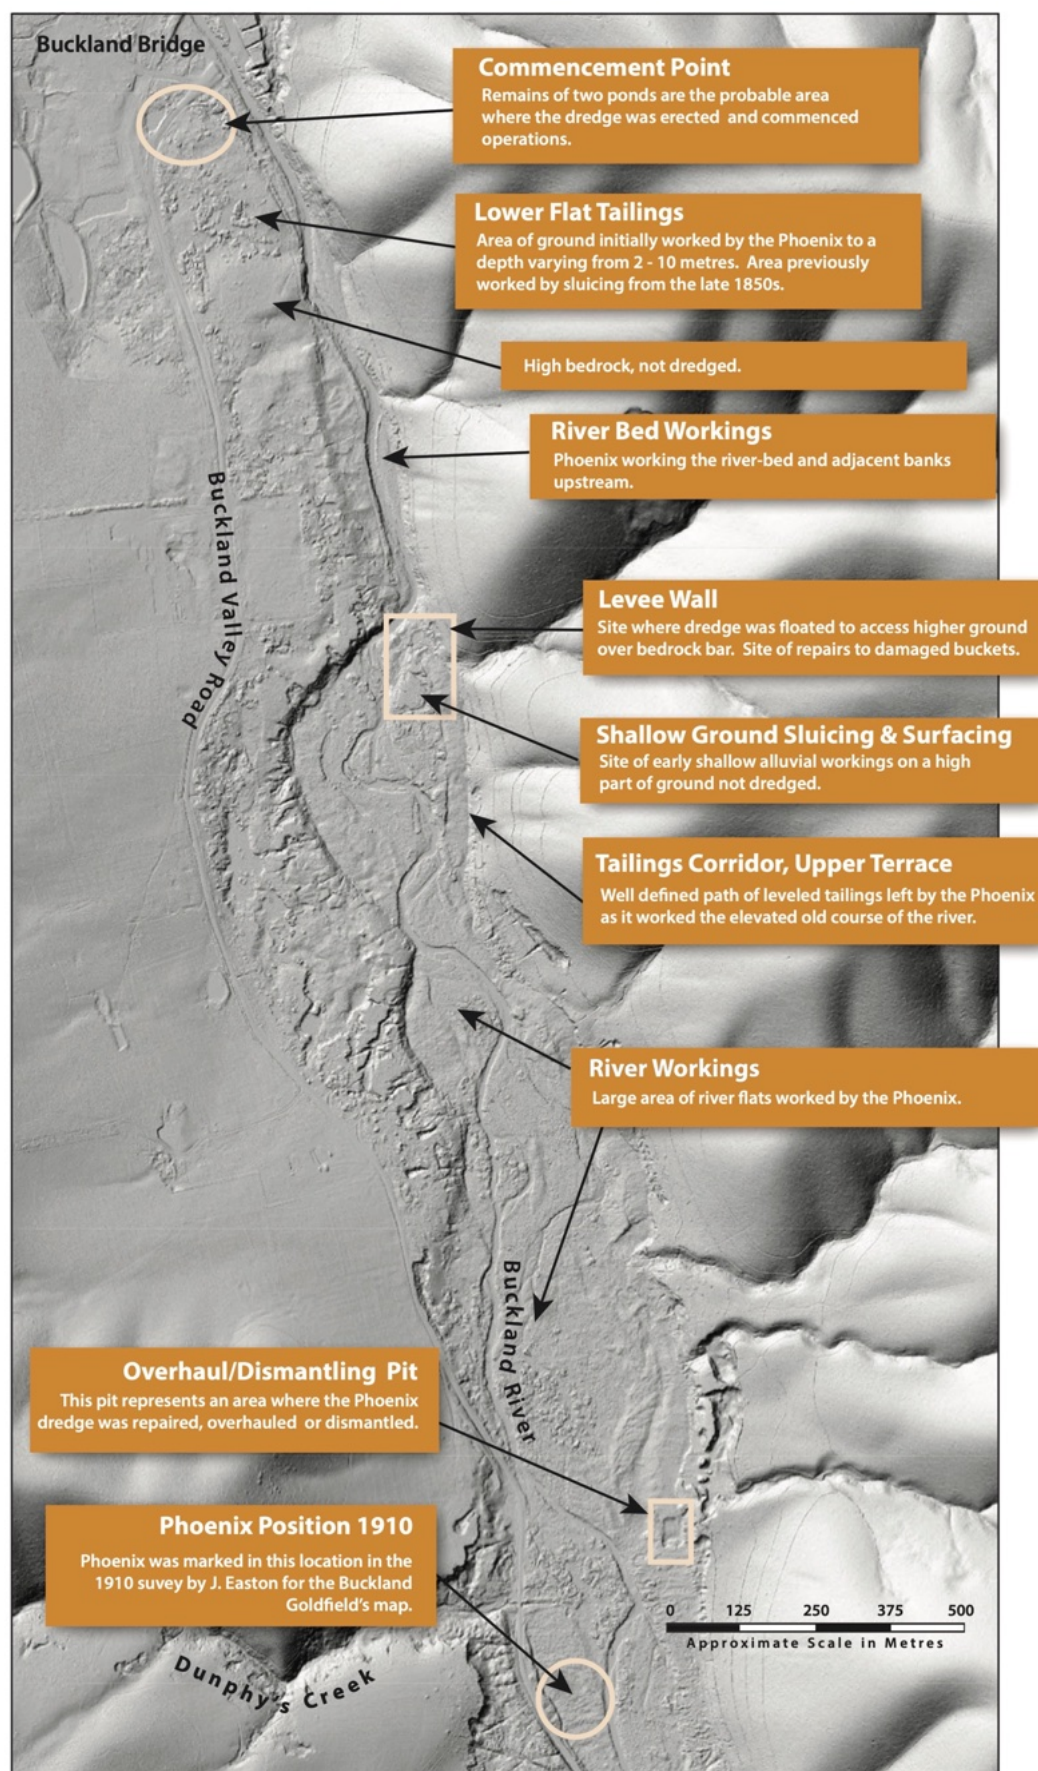 Buckland Bridge
Commencement Point
Remains of two ponds are the probable area
where the dredge was erected and commenced
operations.
Lower Flat Tailings
Area of ground initially worked by the Phoenix to a
depth varying from 2 - 10 metres. Area previously
worked by sluicing from the late 1850s.
High bedrock, not dredged.
River Bed Workings
Phoenix working the river-bed and adjacent banks
upstream.
Buckland Valley Road
Levee Wall
Site where dredge was floated to access higher ground
over bedrock bar. Site of repairs to damaged buckets.
Shallow Ground Sluicing & Surfacing
Site of early shallow alluvial workings on a high
part of ground not dredged.
Tailings Corridor, Upper Terrace
Well defined path of leveled tailings left by the Phoenix
as it worked the elevated old course of the river.
River Workings
Large area of river flats worked by the Phoenix.
Buckland River
Overhaul/Dismantling Pit
This pit represents an area where the Phoenix
dredge was repaired, overhauled or dismantled.
Phoenix Position 1910
Phoenix was marked in this location in the
1910 suvey by J. Easton for the Buckland
Goldfield's map.
0 125 250 375 500
Approximate Scale in Metres
Dunphy's Creek